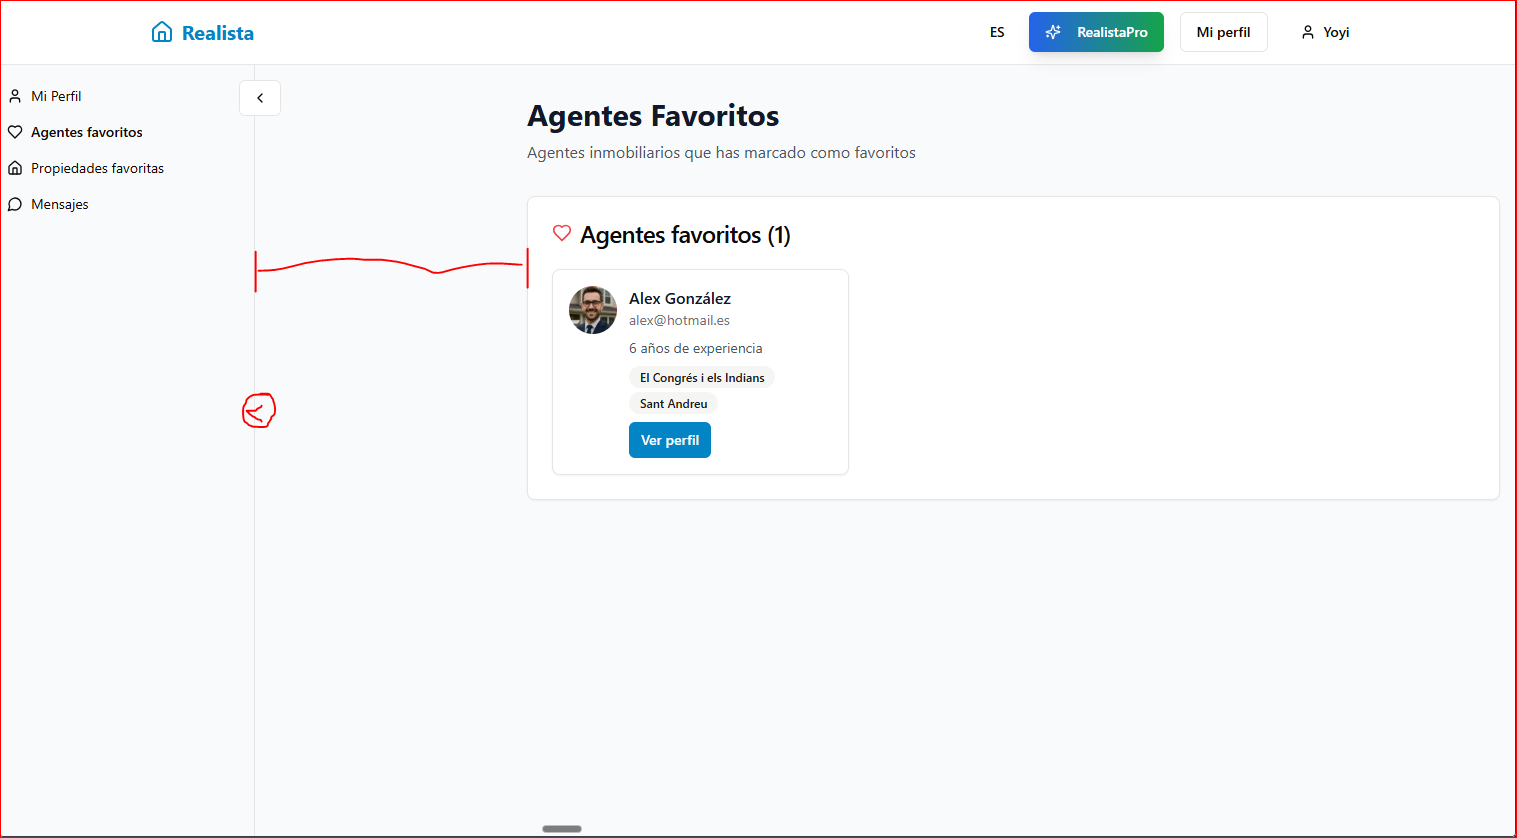 Realista
ES
RealistaPro
Mi perfil
Yoyi
Mi Perfil
Agentes favoritos
Propiedades favoritas
Mensajes
Agentes Favoritos
Agentes inmobiliarios que has marcado como favoritos
Agentes favoritos (1)
Alex González
alex@hotmail.es
6 años de experiencia
El Congrés i els Indians
Sant Andreu
Ver perfil